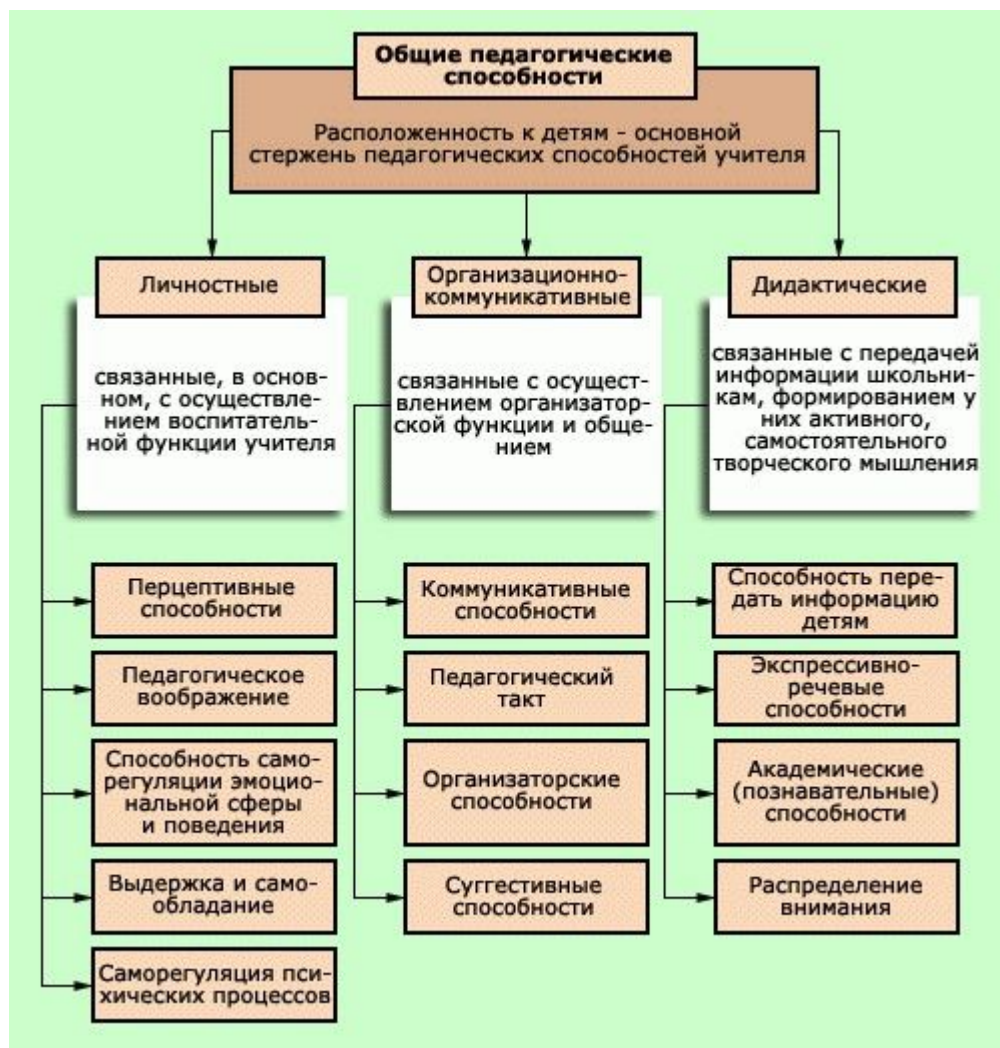 Общие педагогические
способности
Расположенность к детям - основной
стержень педагогических способностей учителя
Личностные
связанные, в основ-
ном, с осуществле-
нием воспитатель-
ной функции учителя
Перцептивные
способности
Педагогическое
воображение
Способность само-
регуляции эмоцио-
нальной сферы
и поведения
Выдержка и само-
обладание
Саморегуляция пси-
хических процессов
Организационно-
коммуникативные
связанные с осущест-
влением организатор-
ской функции и обще-
нием
Коммуникативные
способности
Педагогический
такт
Организаторские
способности
Суггестивные
способности
Дидактические
связанные с передачей
информации школьни-
кам, формированием у
них активного,
самостоятельного
творческого мышления
Способность пере-
дать информацию
детям
Экспрессивно-
речевые
способности
Академические
(познавательные)
способности
Распределение
внимания